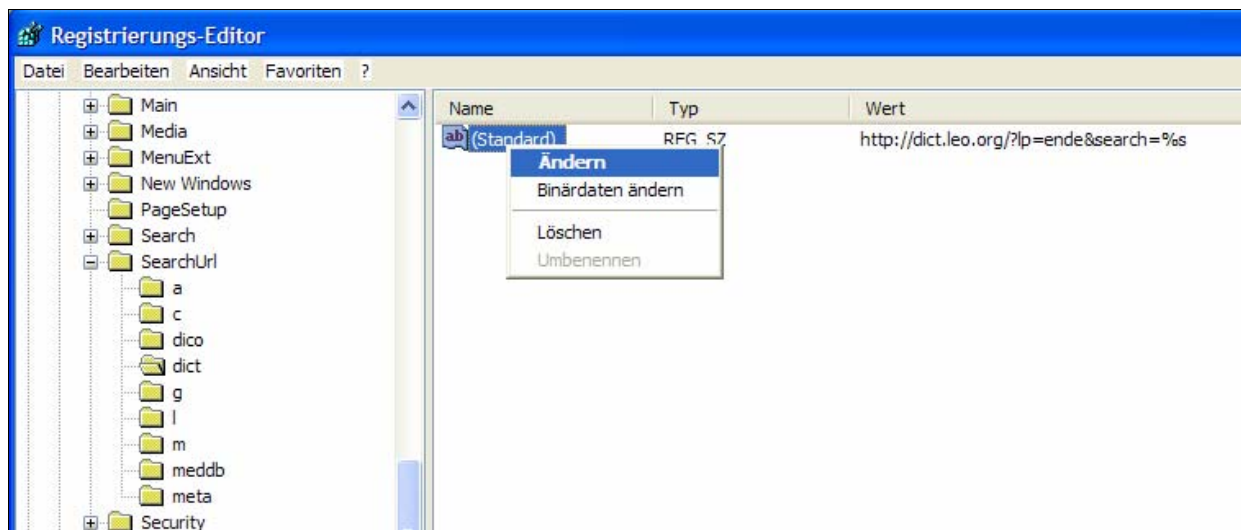 Registrierungs-Editor
Datei Bearbeiten Ansicht Favoriten ?
Main
Media
MenuExt
New Windows
PageSetup
Search
SearchUrl
a
c
dico
dict
g
l
m
meddb
meta
Security
Name Typ Wert
ab (Standard) REG_SZ http://dict.leo.org/?lp=ende&search=%s
Ändern
Binärdaten ändern
Löschen
Umbenennen